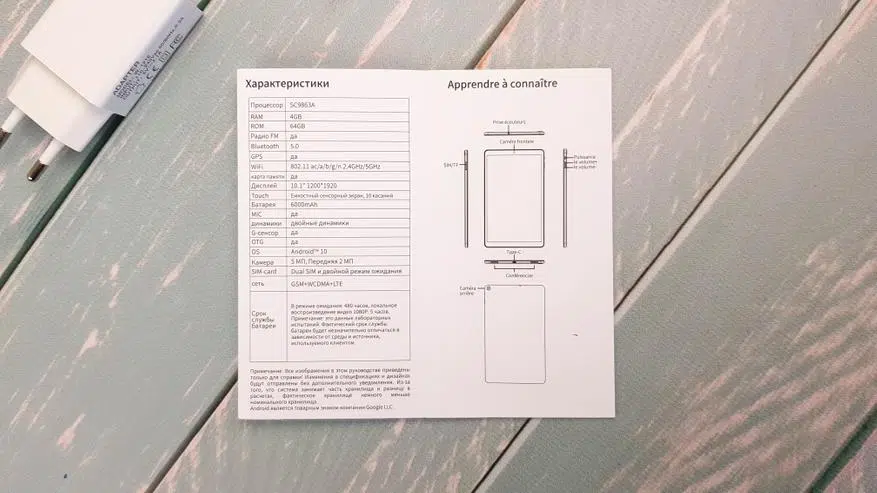 ADAPTER
Характеристики
Процессор SC9863A
RAM 4GB
ROM 64GB
Радио FM да
Bluetooth 5.0
GPS да
WiFi 802.11 ac/a/b/g/n 2,4GHz/5GHz
карта памяти да
Дисплей 10.1" 1200*1920
Touch Емкостный сенсорный экран, 10 касаний
Батарея 6000mAh
MIC да
динамики двойные динамики
G-сенсор да
OTG да
OS Android™ 10
Камера 5 МП, Передняя 2 МП
SIM-card Dual SIM и двойной режим ожидания
сеть GSM+WCDMA+LTE
Срок
службы
батареи
В режиме ожидания: 480 часов, локальное
воспроизведение видео 1080P: 5 часов.
Примечание: это данные лабораторных
испытаний. Фактический срок службы
батареи будет незначительно отличаться в
зависимости от среды и источника,
используемого клиентом
Примечание: Все изображения в этом руководстве приведены
только для справки! Изменения в спецификациях и дизайнах
будут отправлены без дополнительного уведомления. Из-за
того, что система занимает часть хранилища и разницу в
расчетах, фактическое хранилище немного меньше
номинального хранилища.
Android является товарным знаком компании Google LLC.
Apprendre à connaître
Prise écouteurs
Caméra frontale
SIM/TF
Puissance
le volume+
le volume-
Type-C
Conférencier
Caméra
arrière